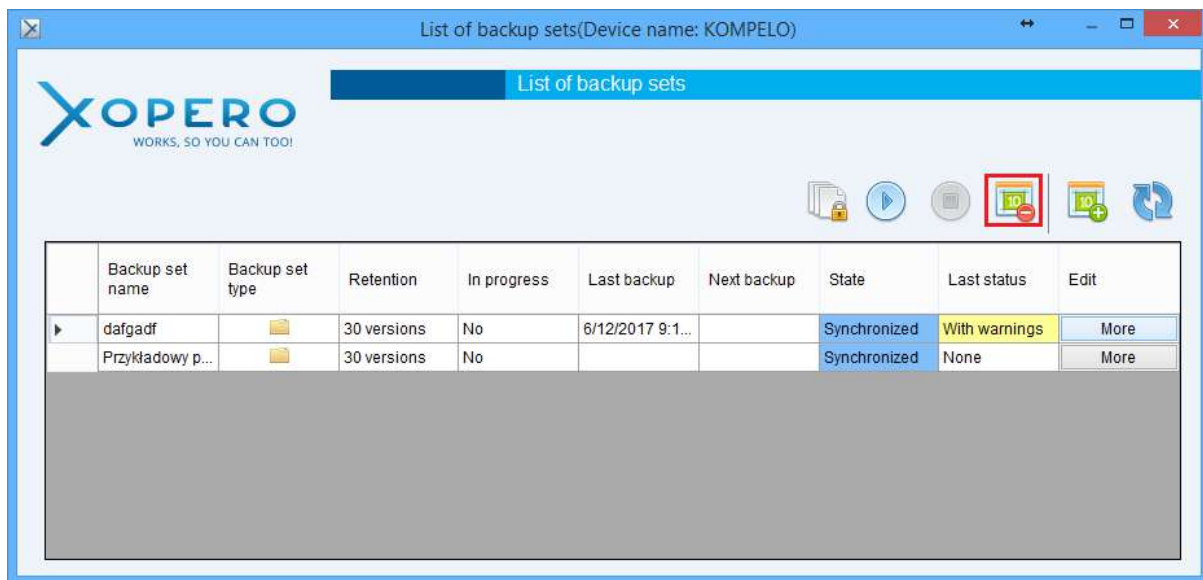 List of backup sets(Device name: KOMPELO)
List of backup sets
XOPERO
WORKS, SO YOU CAN TOO!
10 10
Backup set name Backup set type Retention In progress Last backup Next backup State Last status Edit
dafgadf 30 versions No 6/12/2017 9:1... Synchronized With warnings More
Przykładowy p... 30 versions No Synchronized None More